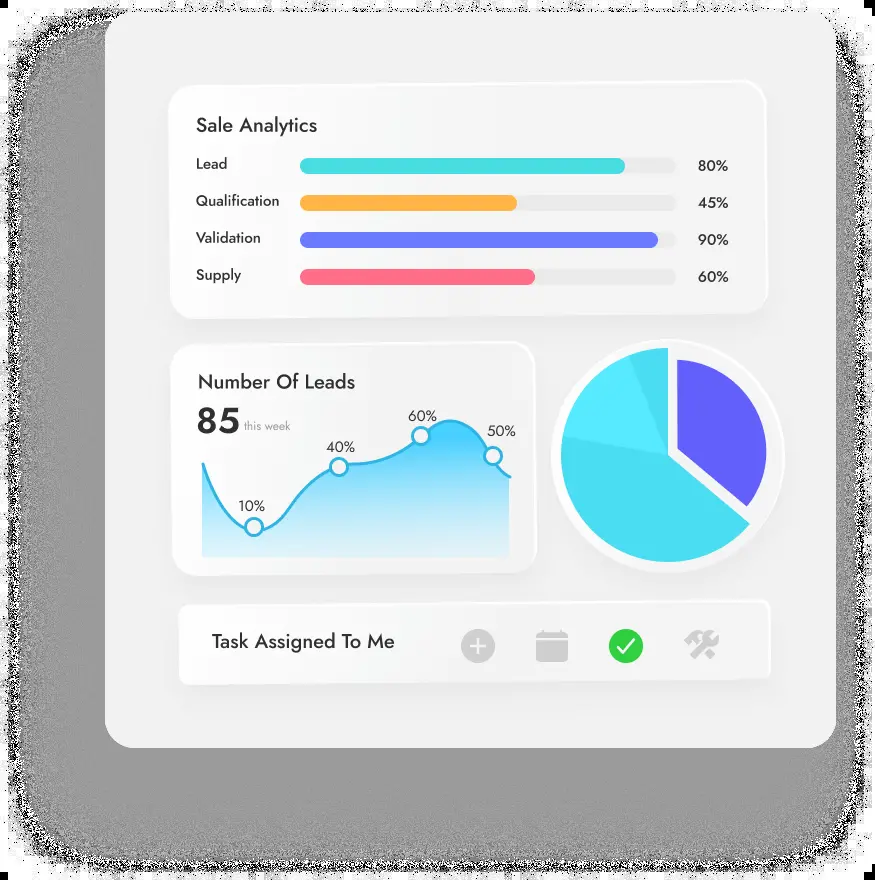 Sale Analytics
Lead 80%
Qualification 45%
Validation 90%
Supply 60%
Number Of Leads
85 this week
10%
40%
60%
50%
Task Assigned To Me